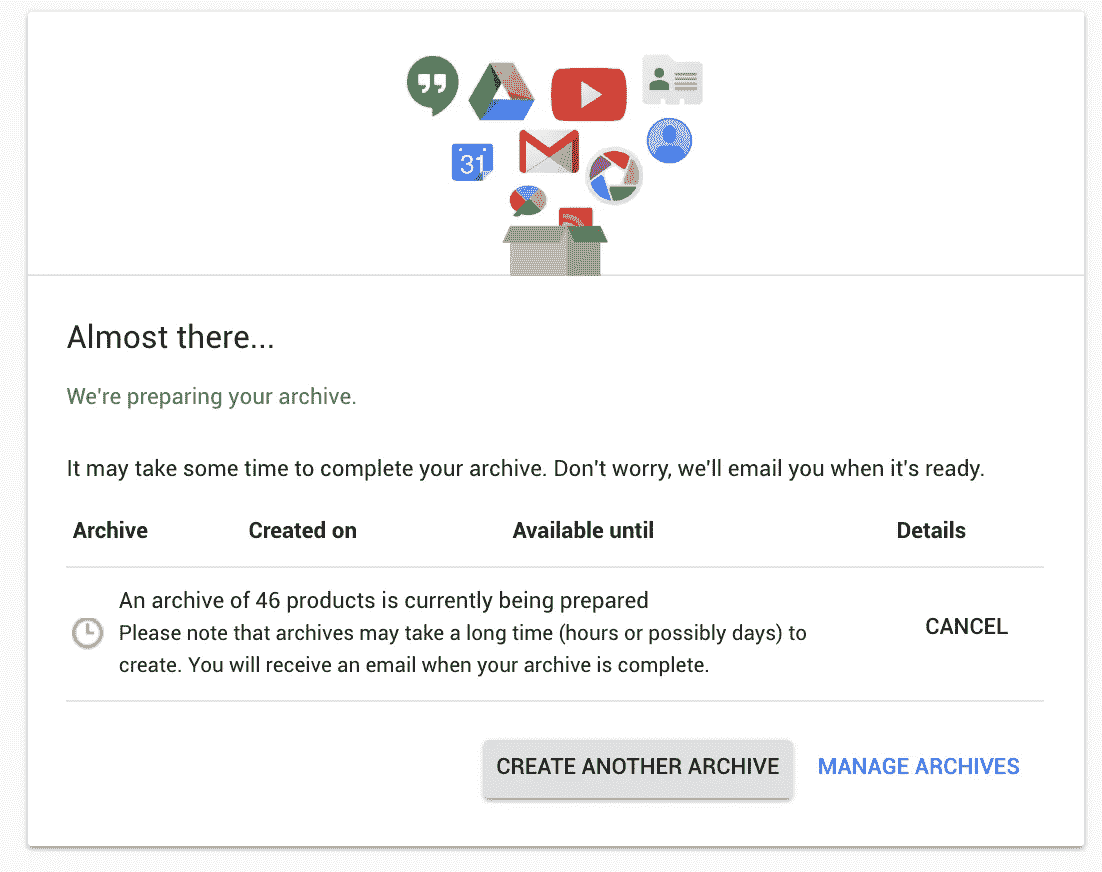 31
Almost there...
We're preparing your archive.
It may take some time to complete your archive. Don't worry, we'll email you when it's ready.
Archive Created on Available until Details
An archive of 46 products is currently being prepared
Please note that archives may take a long time (hours or possibly days) to
create. You will receive an email when your archive is complete.
CANCEL
CREATE ANOTHER ARCHIVE MANAGE ARCHIVES